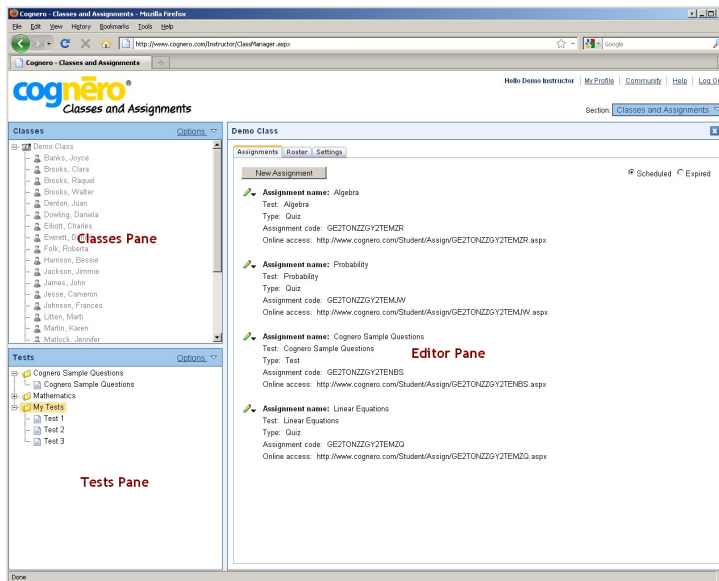 Cognero - Classes and Assignments - Mozilla Firefox
File Edit View History Bookmarks Tools Help
http://www.cognero.com/Instructor/ClassManager.aspx
Google
Cognero - Classes and Assignments
cognero®
Classes and Assignments
Hello Demo Instructor | My Profile | Community | Help | Log
Section: Classes and Assignments
Classes
Options
Demo Class
Banks, Joyce
Brooks, Clara
Brooks, Raquel
Brooks, Walter
Denton, Juan
Dowling, Daniela
Elliott, Charles
Everett,
Classes Pane
Folk, Roberta
Harrison, Bessie
Jackson, Jimmie
James, John
Jesse, Cameron
Johnson, Frances
Litten, Marti
Martin, Karen
Matlock, Jennifer
Tests
Options
Cognero Sample Questions
Cognero Sample Questions
Mathematics
My Tests
Test 1
Test 2
Test 3
Tests Pane
Demo Class
Assignments Roster Settings
New Assignment
Scheduled Expired
Assignment name: Algebra
Test: Algebra
Type: Quiz
Assignment code: GE2TONZZGY2TEMZR
Online access: http://www.cognero.com/Student/Assign/GE2TONZZGY2TEMZR.aspx
Assignment name: Probability
Test: Probability
Type: Quiz
Assignment code: GE2TONZZGY2TEMJW
Online access: http://www.cognero.com/Student/Assign/GE2TONZZGY2TEMJW.aspx
Assignment name: Cognero Sample Questions
Test: Cognero Sample Questions
Editor Pane
Type: Test
Assignment code: GE2TONZZGY2TENBS
Online access: http://www.cognero.com/Student/Assign/GE2TONZZGY2TENBS.aspx
Assignment name: Linear Equations
Test: Linear Equations
Type: Quiz
Assignment code: GE2TONZZGY2TEMZQ
Online access: http://www.cognero.com/Student/Assign/GE2TONZZGY2TEMZQ.aspx
Done